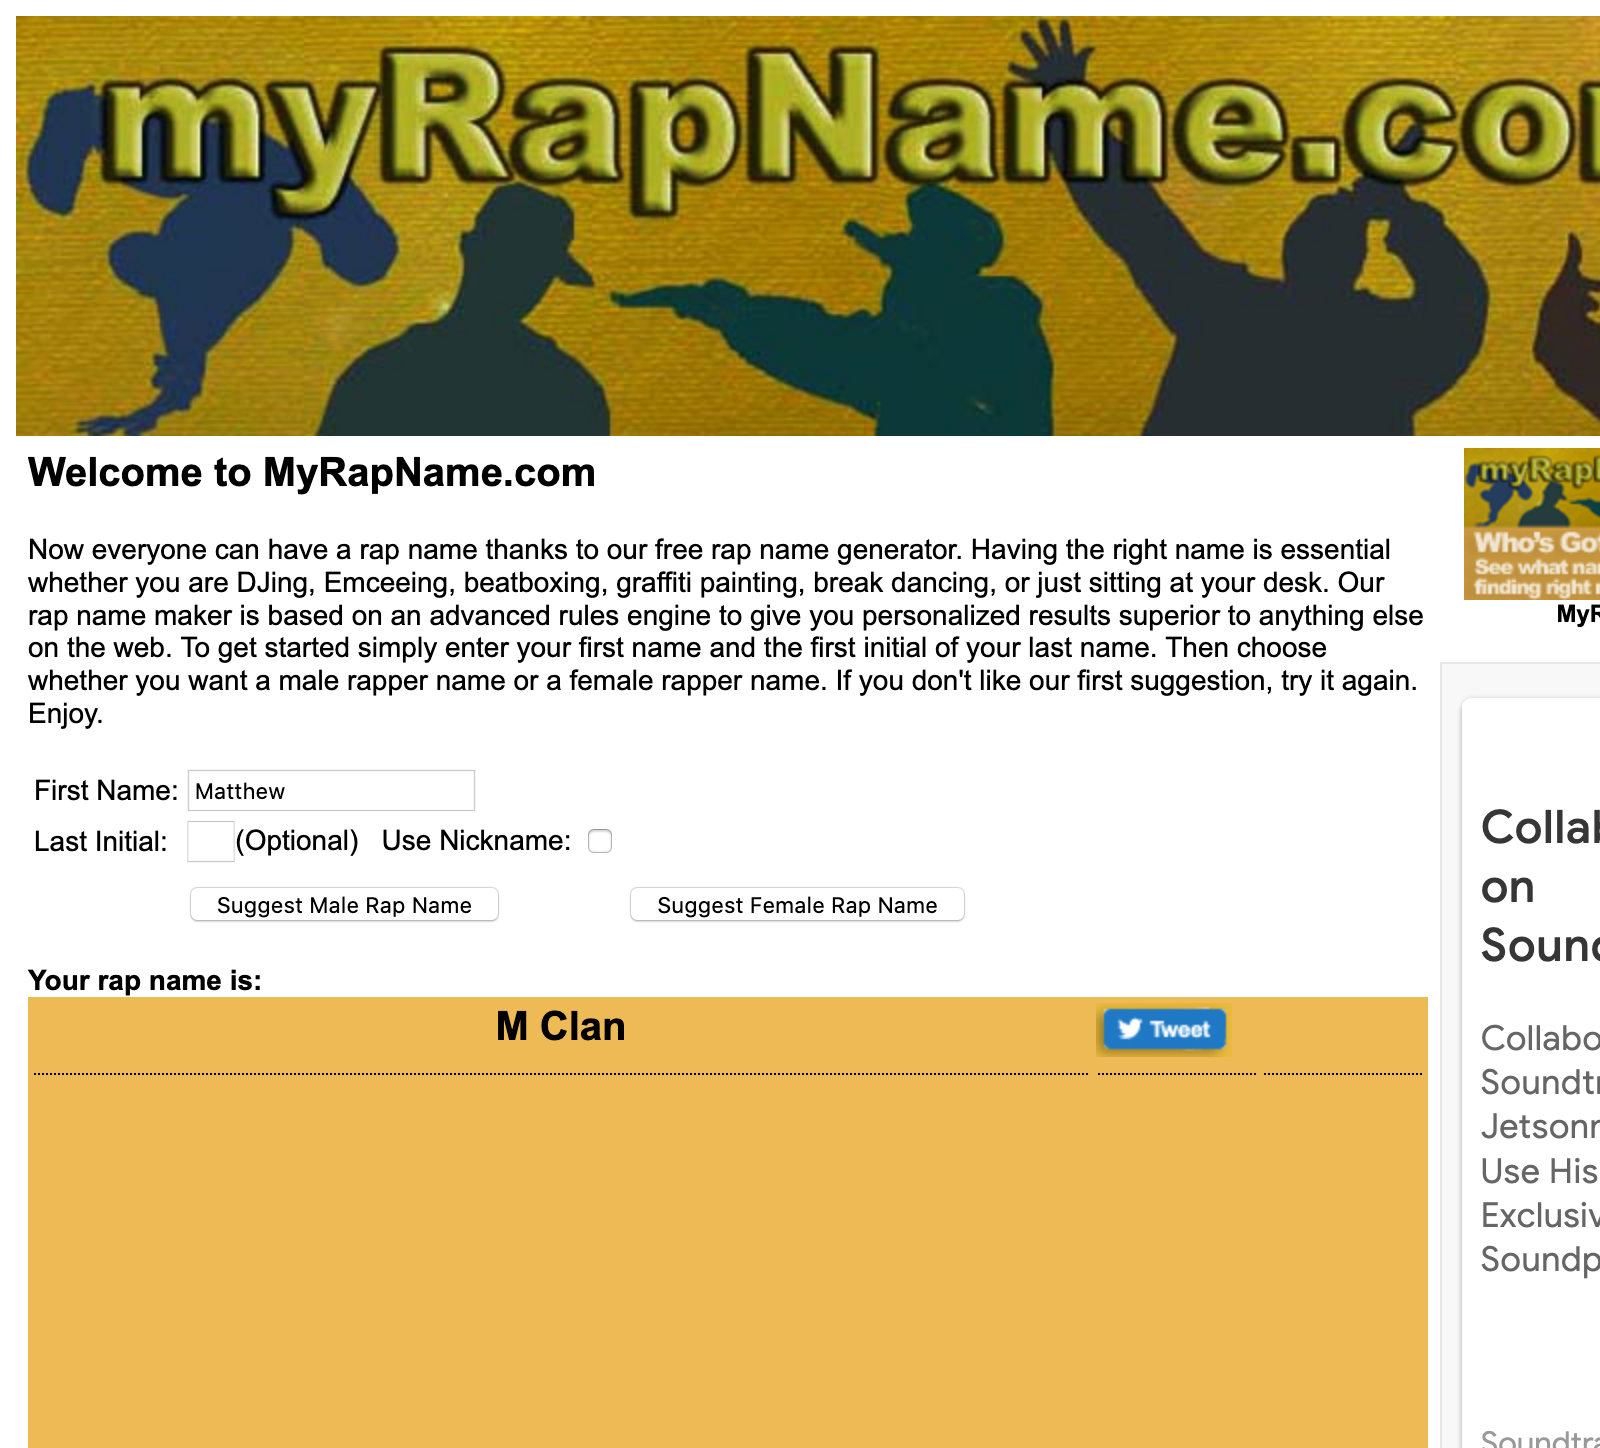 myRapName.co
Welcome to MyRapName.com
Now everyone can have a rap name thanks to our free rap name generator. Having the right name is essential
whether you are DJing, Emceeing, beatboxing, graffiti painting, break dancing, or just sitting at your desk. Our
rap name maker is based on an advanced rules engine to give you personalized results superior to anything else
on the web. To get started simply enter your first name and the first initial of your last name. Then choose
whether you want a male rapper name or a female rapper name. If you don't like our first suggestion, try it again.
Enjoy.
First Name: Matthew
Last Initial: (Optional) Use Nickname:
Suggest Male Rap Name Suggest Female Rap Name
Your rap name is:
M Clan Tweet
myRap
Who's Go
See what na
finding right
MyR
Collab
on
Sound
Collabo
Soundtr
Jetson
Use His
Exclusiv
Soundp
Soundtra